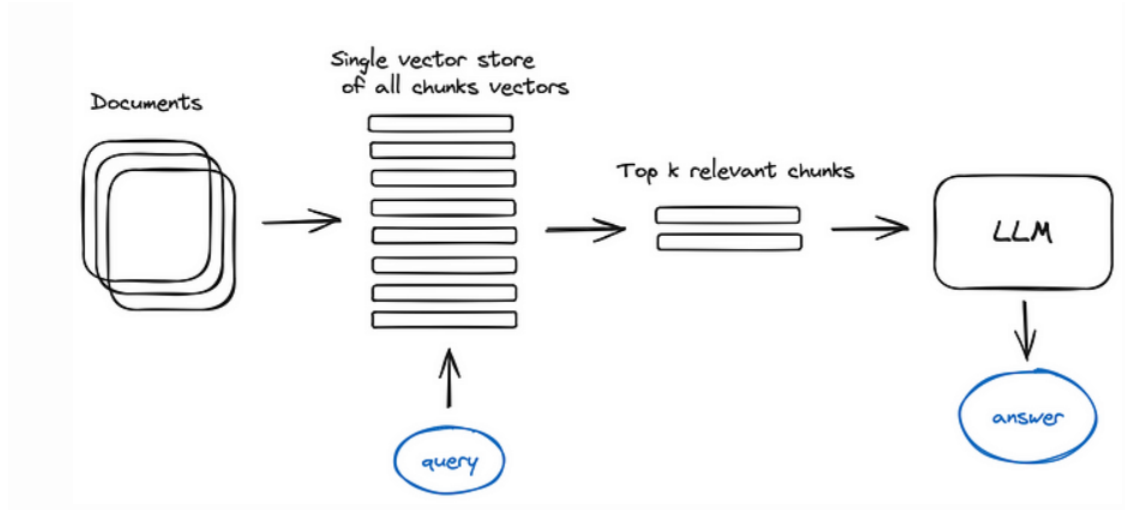 Documents
Single vector store
of all chunks vectors
Top k relevant chunks
LLM
query
answer